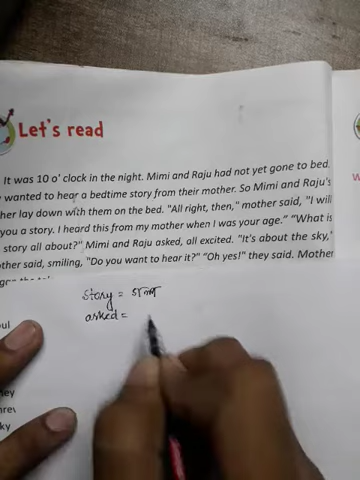 Let's read
It was 10 o' clock in the night. Mimi and Raju had not yet gone to bed.
wanted to hear a bedtime story from their mother. So Mimi and Raju's
her lay down with them on the bed. "All right, then," mother said, "I will
you a story. I heard this from my mother when I was your age." "What is
story all about?" Mimi and Raju asked, all excited. "It's about the sky,"
ther said, smiling, "Do you want to hear it?" "Oh yes!" they said. Mother
story = গল্প
asked =
ky